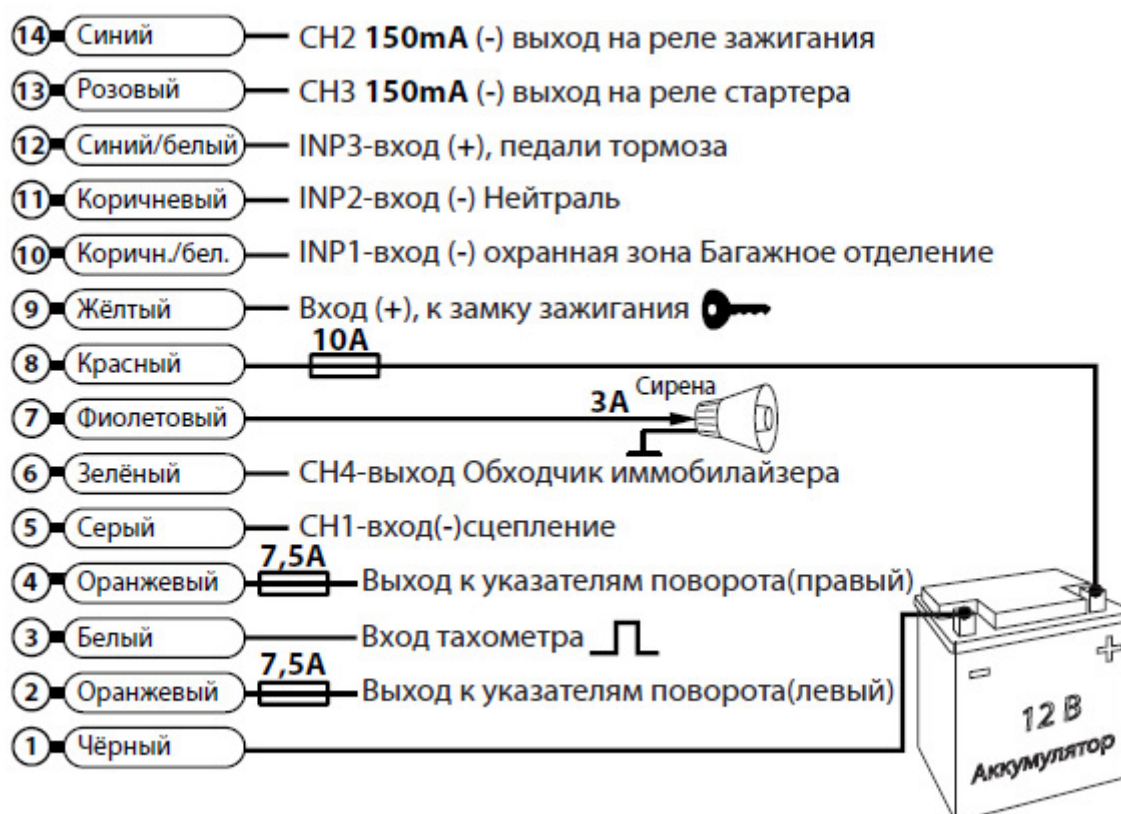 14 Синий CH2 150mA (-) выход на реле зажигания
13 Розовый CH3 150mA (-) выход на реле стартера
12 Синий/белый INP3-вход (+), педали тормоза
11 Коричневый INP2-вход (-) Нейтраль
10 Коричн./бел. INP1-вход (-) охранная зона Багажное отделение
9 Жёлтый Вход (+), к замку зажигания
8 Красный 10A
7 Фиолетовый 3A Сирена
6 Зелёный CH4-выход Обходчик иммобилайзера
5 Серый CH1-вход(-)сцепление
4 Оранжевый 7,5A Выход к указателям поворота(правый)
3 Белый Вход тахометра
2 Оранжевый 7,5A Выход к указателям поворота(левый)
1 Чёрный
- +
12 В
Аккумулятор